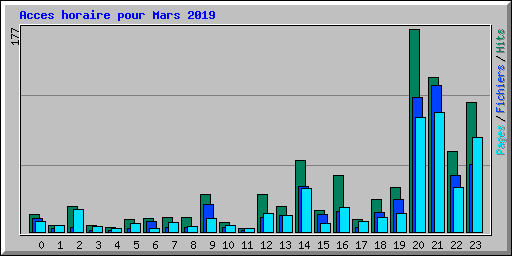 Acces horaire pour Mars 2019
177
Pages / Fichiers / Hits
0 1 2 3 4 5 6 7 8 9 10 11 12 13 14 15 16 17 18 19 20 21 22 23